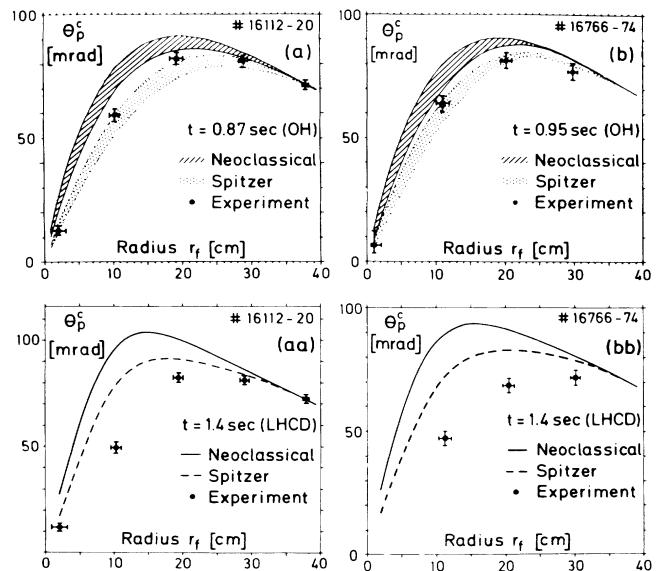 θ_p^c
[mrad]
# 16112-20
(a)
100
50
0
t = 0.87 sec (OH)
Neoclassical
Spitzer
Experiment
Radius r_f [cm]
0 10 20 30 40
θ_p^c
[mrad]
# 16766-74
(b)
100
50
0
t = 0.95 sec (OH)
Neoclassical
Spitzer
Experiment
Radius r_f [cm]
0 10 20 30 40
θ_p^c
[mrad]
# 16112-20
(aa)
100
50
0
t = 1.4 sec (LHCD)
Neoclassical
Spitzer
Experiment
Radius r_f [cm]
0 10 20 30 40
θ_p^c
[mrad]
# 16766-74
(bb)
100
50
0
t = 1.4 sec (LHCD)
Neoclassical
Spitzer
Experiment
Radius r_f [cm]
0 10 20 30 40